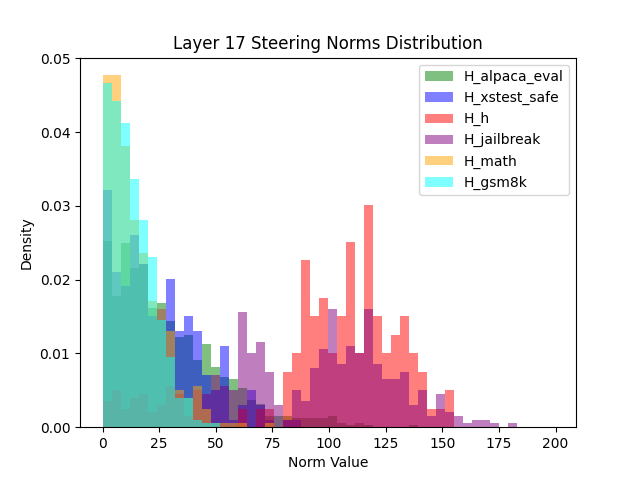 Layer 17 Steering Norms Distribution
H_alpaca_eval
H_xstest_safe
H_h
H_jailbreak
H_math
H_gsm8k
Density
0.05
0.04
0.03
0.02
0.01
0.00
0 25 50 75 100 125 150 175 200
Norm Value